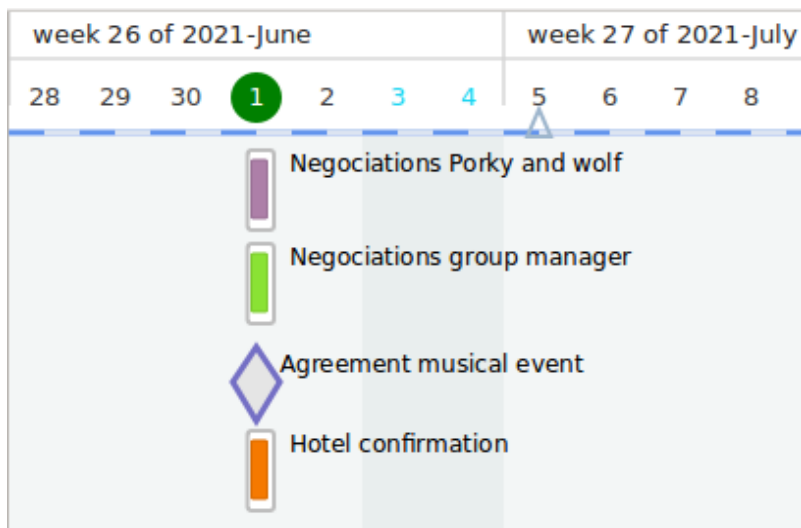 week 26 of 2021-June week 27 of 2021-July
28 29 30 1 2 3 4 5 6 7 8
Negociations Porky and wolf
Negociations group manager
Agreement musical event
Hotel confirmation